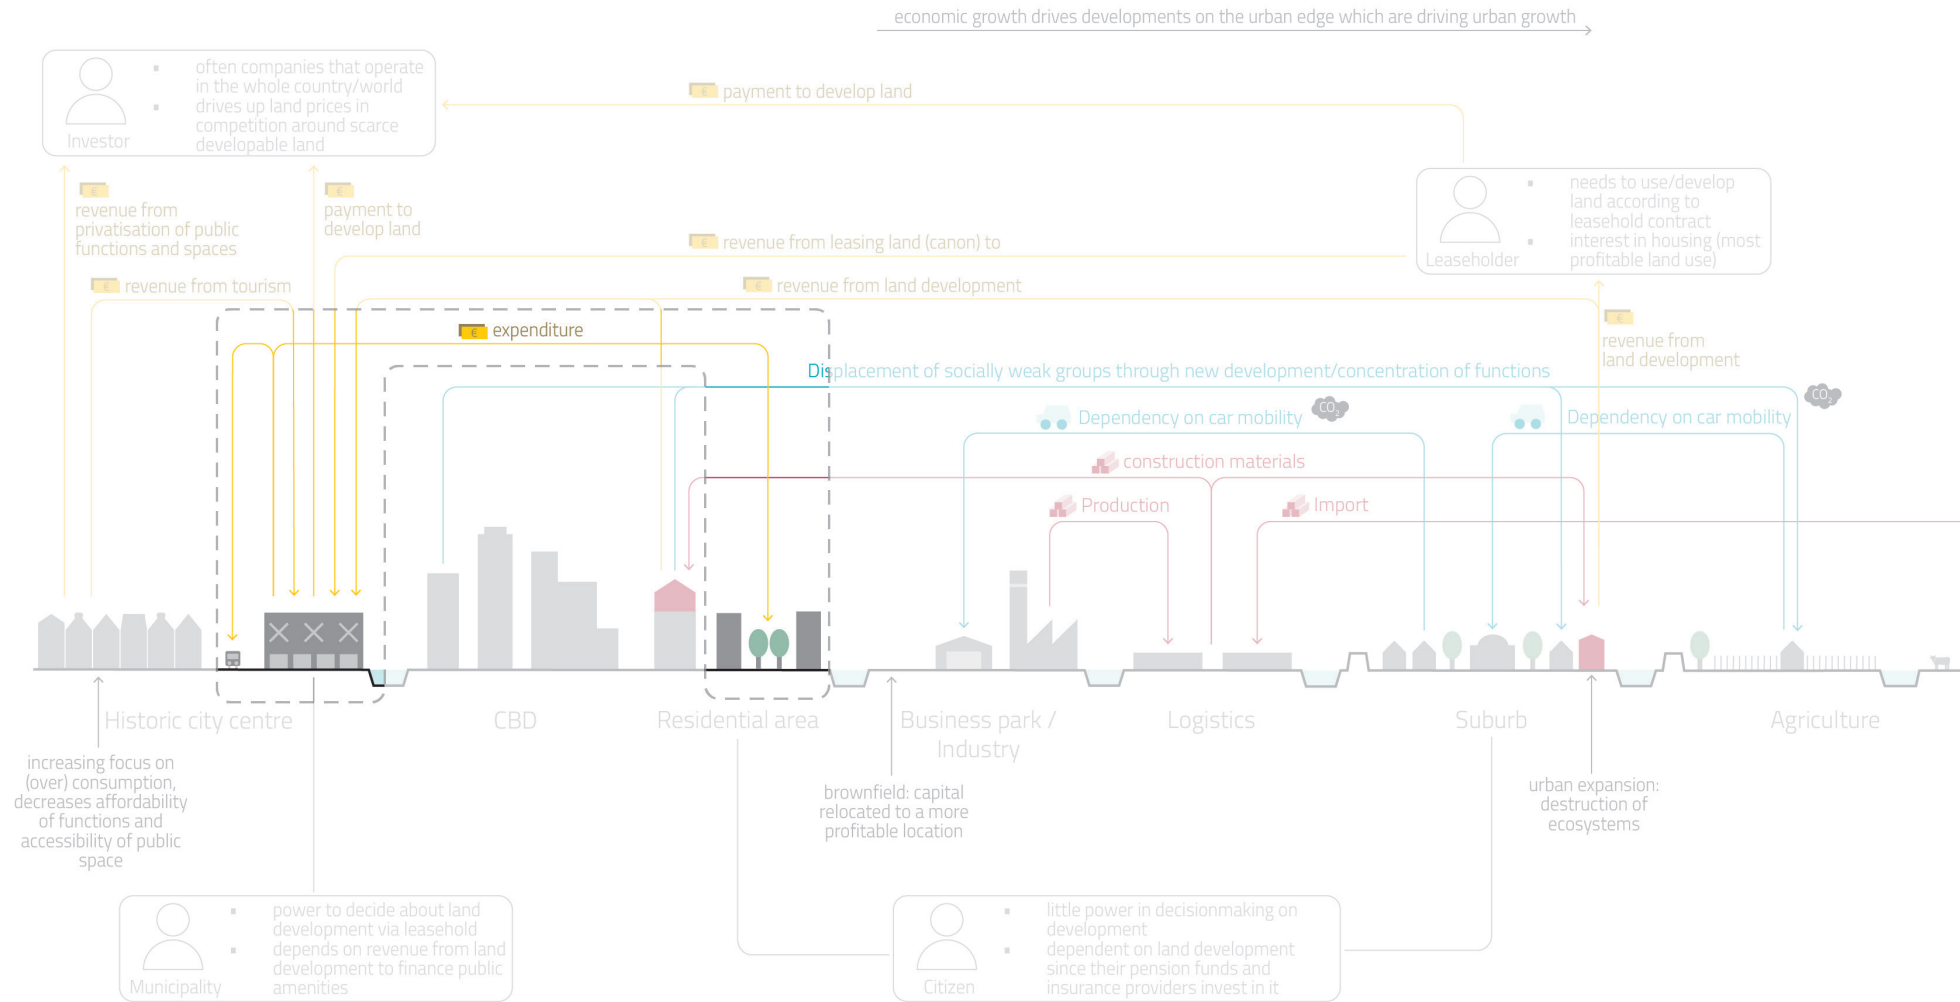 economic growth drives developments on the urban edge which are driving urban growth
often companies that operate
in the whole country/world
drives up land prices in
competition around scarce
developable land
Investor
€ payment to develop land
needs to use/develop
land according to
leasehold contract
interest in housing (most
profitable land use)
Leaseholder
€
revenue from
privatisation of public
functions and spaces
€
payment to
develop land
€ revenue from leasing land (canon) to
€ revenue from tourism
€ revenue from land development
€ expenditure
€
revenue from
land development
Displacement of socially weak groups through new development/concentration of functions
Dependency on car mobility
CO2
Dependency on car mobility
CO2
construction materials
Production
Import
Historic city centre
CBD
Residential area
Business park /
Industry
Logistics
Suburb
Agriculture
increasing focus on
(over) consumption,
decreases affordability
of functions and
accessibility of public
space
brownfield: capital
relocated to a more
profitable location
urban expansion:
destruction of
ecosystems
power to decide about land
development via leasehold
depends on revenue from land
development to finance public
amenities
Municipality
little power in decisionmaking on
development
dependent on land development
since their pension funds and
insurance providers invest in it
Citizen